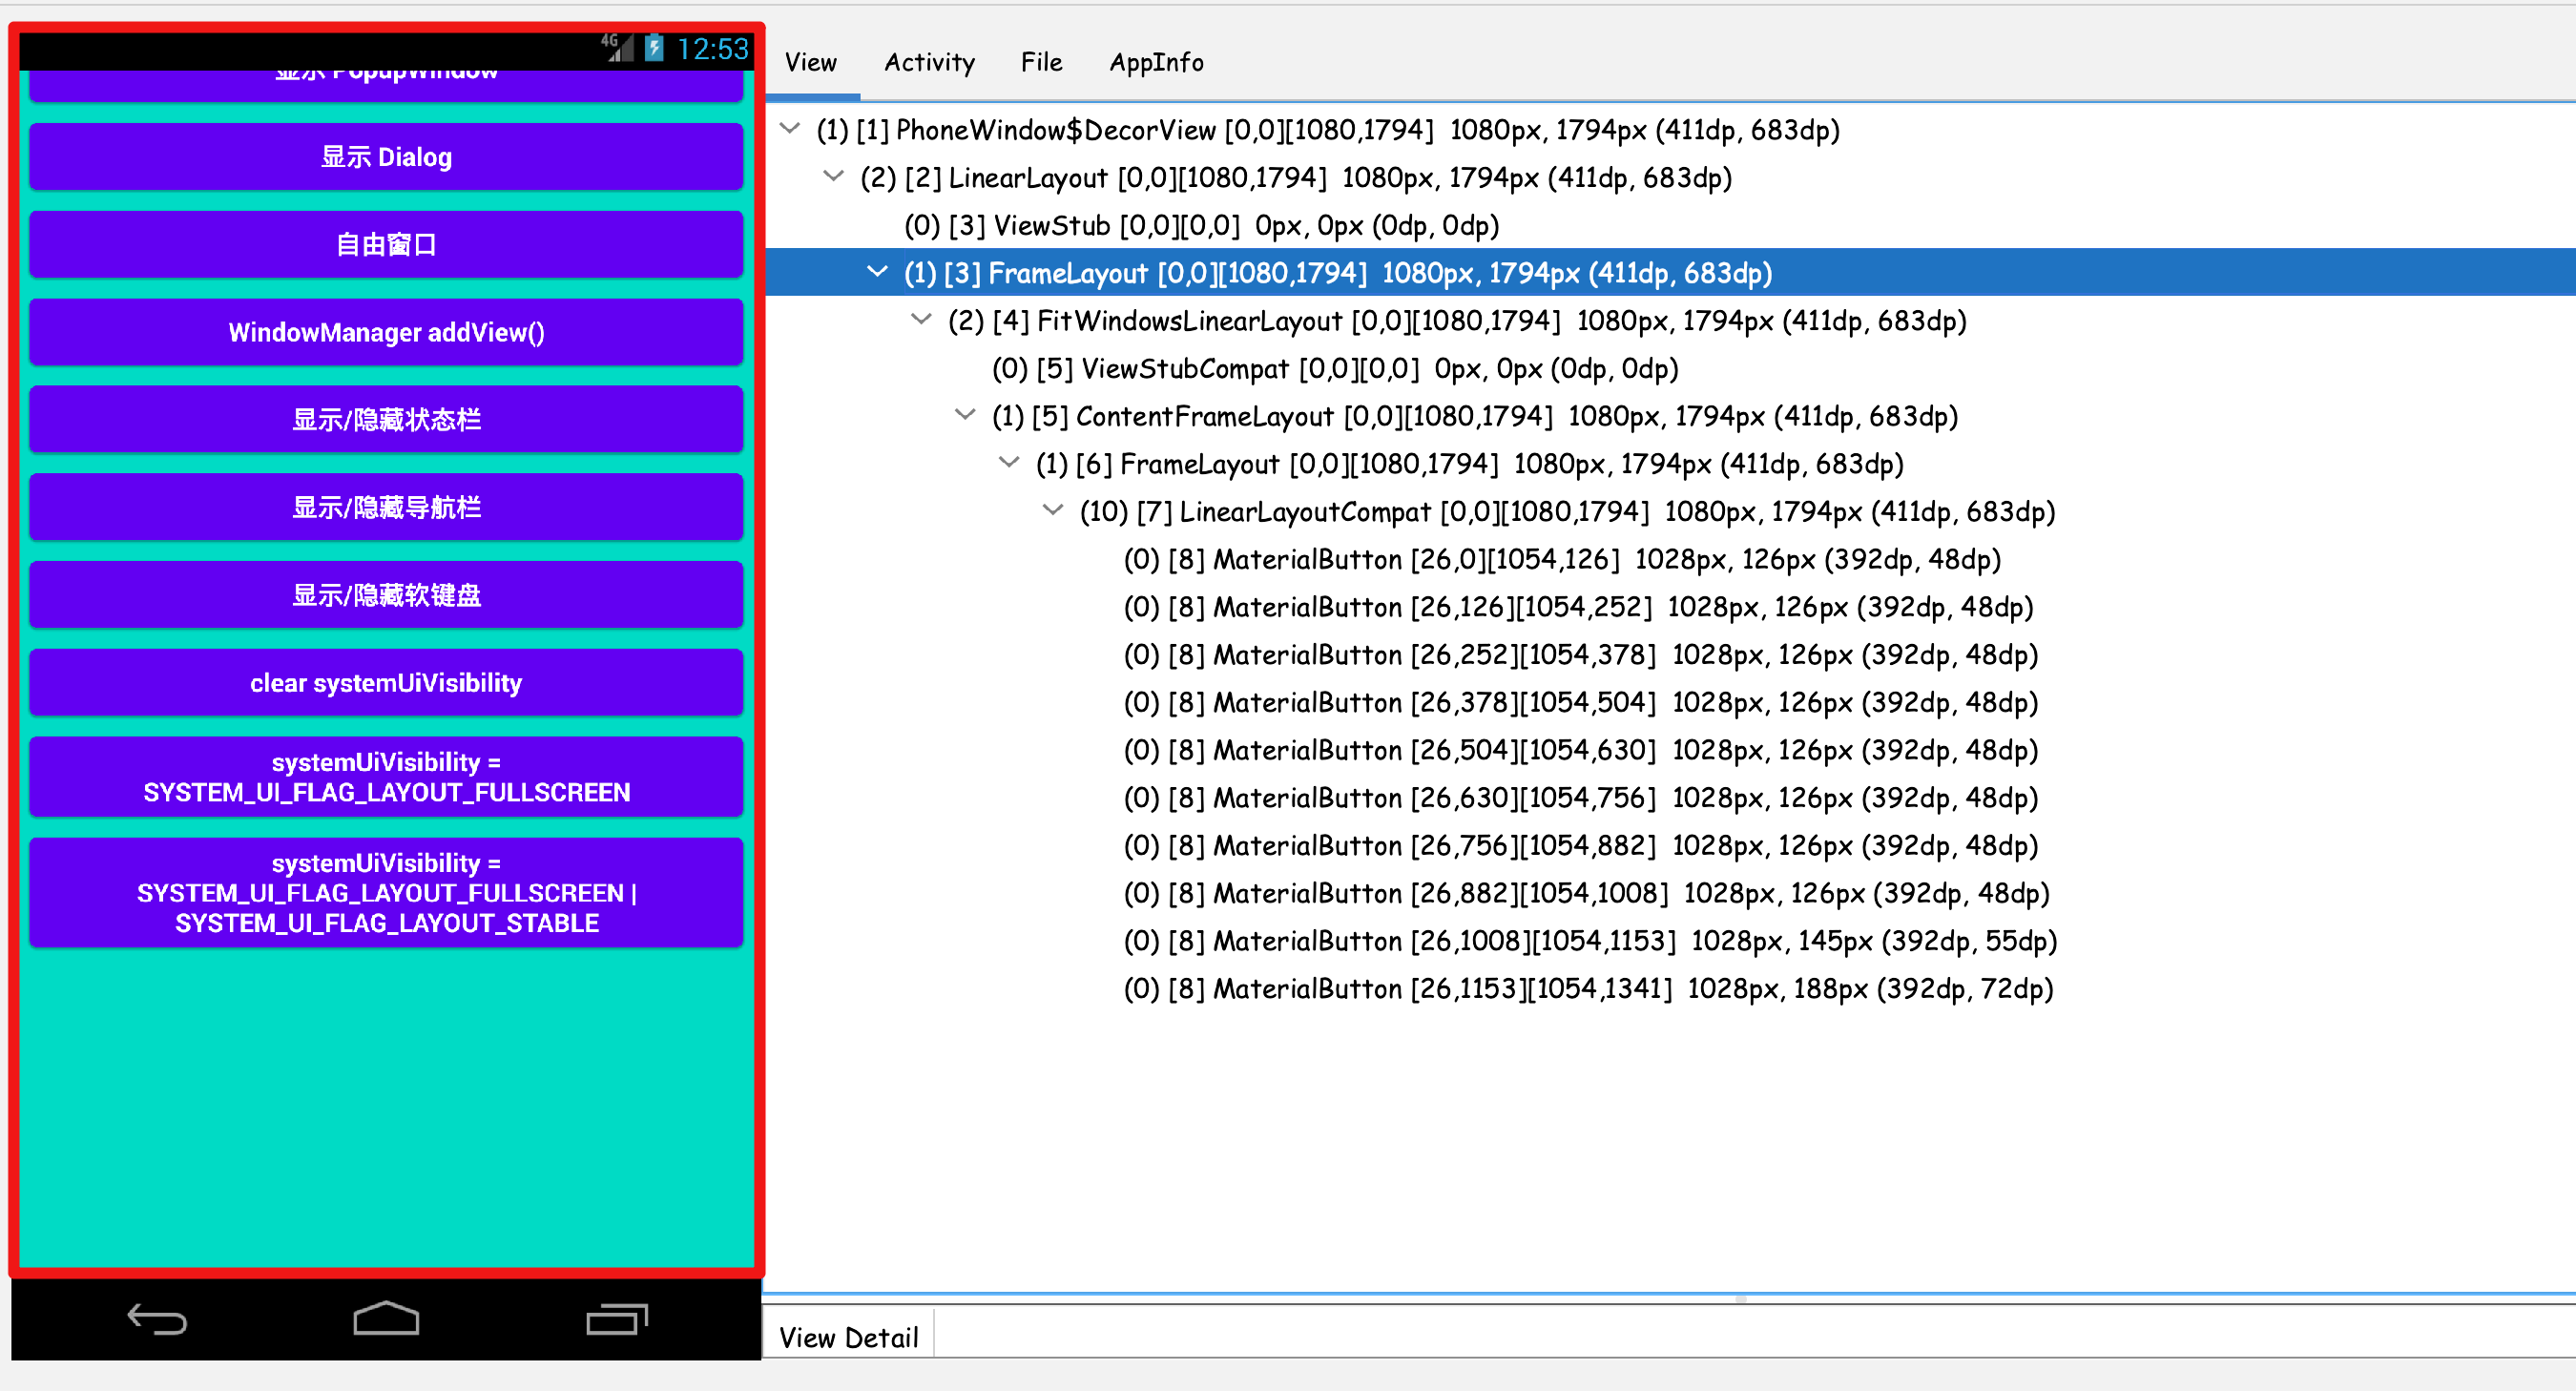 4G 12:53
显示 PopupWindow
显示 Dialog
自由窗口
WindowManager addView()
显示/隐藏状态栏
显示/隐藏导航栏
显示/隐藏软键盘
clear systemUiVisibility
systemUiVisibility =
SYSTEM_UI_FLAG_LAYOUT_FULLSCREEN
systemUiVisibility =
SYSTEM_UI_FLAG_LAYOUT_FULLSCREEN |
SYSTEM_UI_FLAG_LAYOUT_STABLE
View Activity File AppInfo
(1) [1] PhoneWindow$DecorView [0,0][1080,1794] 1080px, 1794px (411dp, 683dp)
(2) [2] LinearLayout [0,0][1080,1794] 1080px, 1794px (411dp, 683dp)
(0) [3] ViewStub [0,0][0,0] 0px, 0px (0dp, 0dp)
(1) [3] FrameLayout [0,0][1080,1794] 1080px, 1794px (411dp, 683dp)
(2) [4] FitWindowsLinearLayout [0,0][1080,1794] 1080px, 1794px (411dp, 683dp)
(0) [5] ViewStubCompat [0,0][0,0] 0px, 0px (0dp, 0dp)
(1) [5] ContentFrameLayout [0,0][1080,1794] 1080px, 1794px (411dp, 683dp)
(1) [6] FrameLayout [0,0][1080,1794] 1080px, 1794px (411dp, 683dp)
(10) [7] LinearLayoutCompat [0,0][1080,1794] 1080px, 1794px (411dp, 683dp)
(0) [8] MaterialButton [26,0][1054,126] 1028px, 126px (392dp, 48dp)
(0) [8] MaterialButton [26,126][1054,252] 1028px, 126px (392dp, 48dp)
(0) [8] MaterialButton [26,252][1054,378] 1028px, 126px (392dp, 48dp)
(0) [8] MaterialButton [26,378][1054,504] 1028px, 126px (392dp, 48dp)
(0) [8] MaterialButton [26,504][1054,630] 1028px, 126px (392dp, 48dp)
(0) [8] MaterialButton [26,630][1054,756] 1028px, 126px (392dp, 48dp)
(0) [8] MaterialButton [26,756][1054,882] 1028px, 126px (392dp, 48dp)
(0) [8] MaterialButton [26,882][1054,1008] 1028px, 126px (392dp, 48dp)
(0) [8] MaterialButton [26,1008][1054,1153] 1028px, 145px (392dp, 55dp)
(0) [8] MaterialButton [26,1153][1054,1341] 1028px, 188px (392dp, 72dp)
View Detail